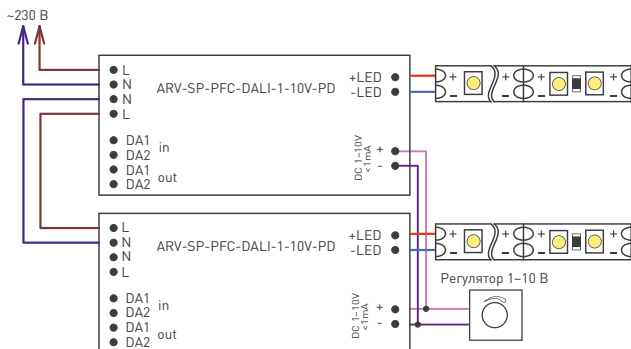 ~230 В
L
N
N
L
DA1
DA2
in
DA1
DA2
out
ARV-SP-PFC-DALI-1-10V-PD
+LED
-LED
DC 1–10V
<1mA
+
-
+ + + +
– – – –
L
N
N
L
DA1
DA2
in
DA1
DA2
out
ARV-SP-PFC-DALI-1-10V-PD
+LED
-LED
DC 1–10V
<1mA
+
-
+ + + +
– – – –
Регулятор 1–10 В